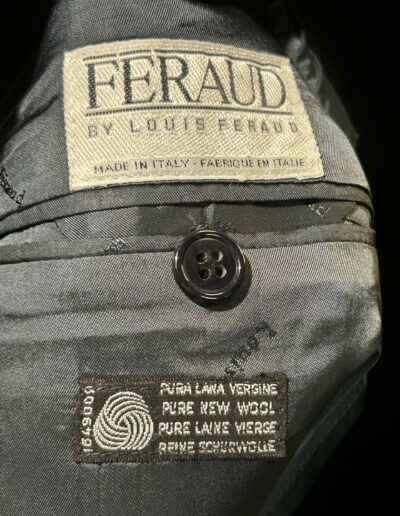 FERAUD
BY LOUIS FERAUD
MADE IN ITALY - FABRIQUE EN ITALIE
Louis
PURA LANA VERGINE
PURE NEW WOOL
PURE LAINE VIERGE
REINE SCHURWOLLE